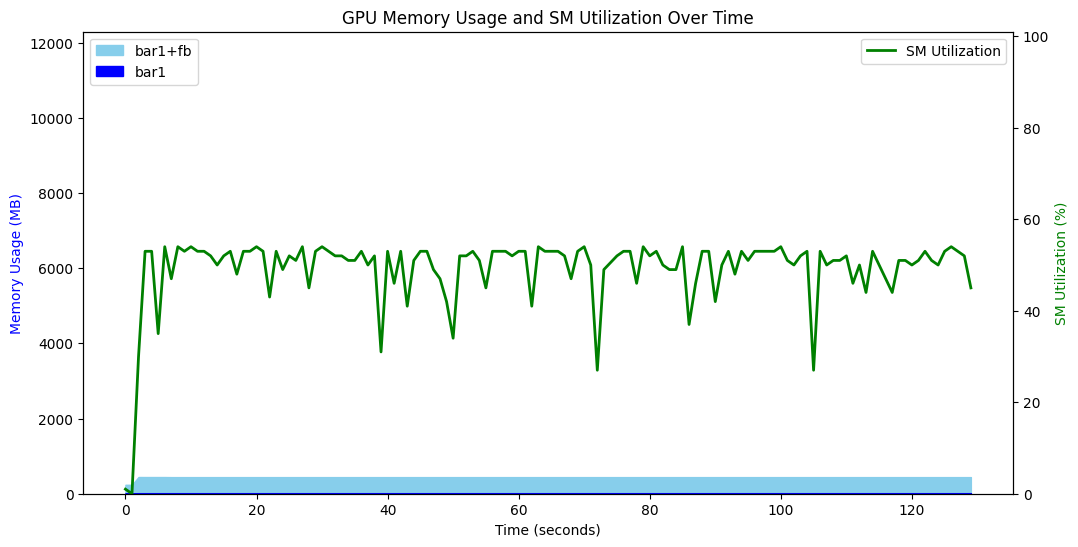 GPU Memory Usage and SM Utilization Over Time
bar1+fb
bar1
SM Utilization
Memory Usage (MB)
12000
10000
8000
6000
4000
2000
0
SM Utilization (%)
100
80
60
40
20
0
0 20 40 60 80 100 120
Time (seconds)